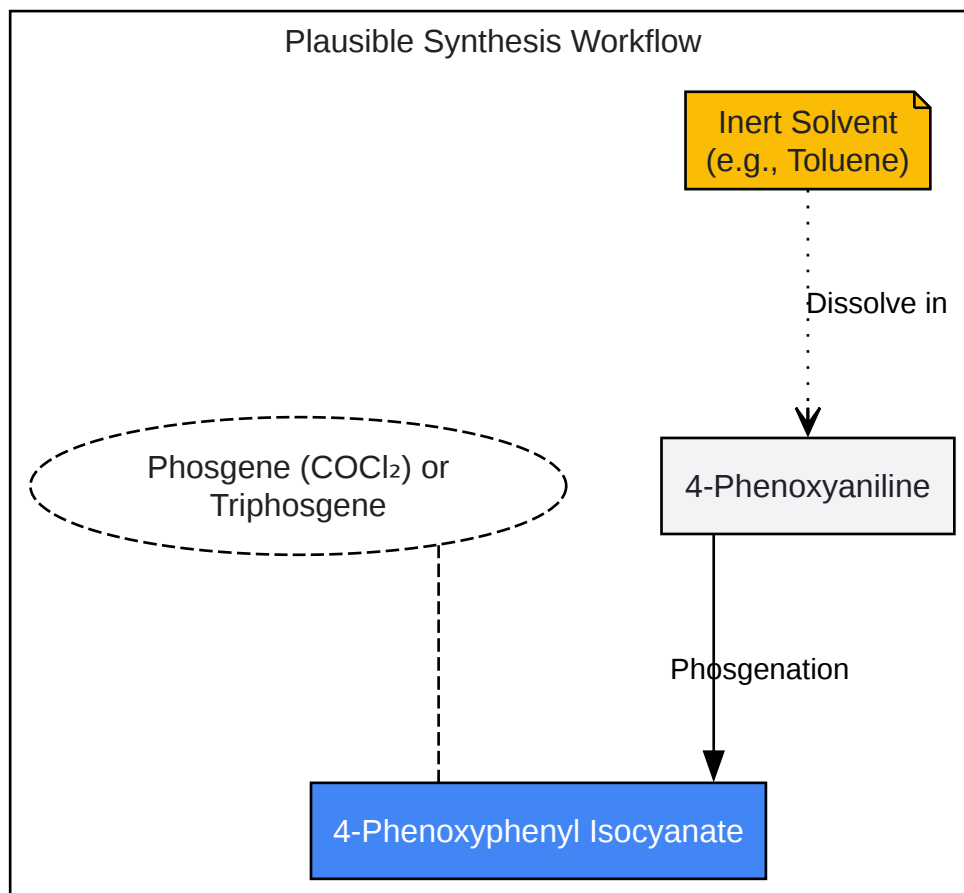 Plausible Synthesis Workflow
Inert Solvent
(e.g., Toluene)
Dissolve in
Phosgene (COCl₂) or
Triphosgene
4-Phenoxyaniline
Phosgenation
4-Phenoxyphenyl Isocyanate